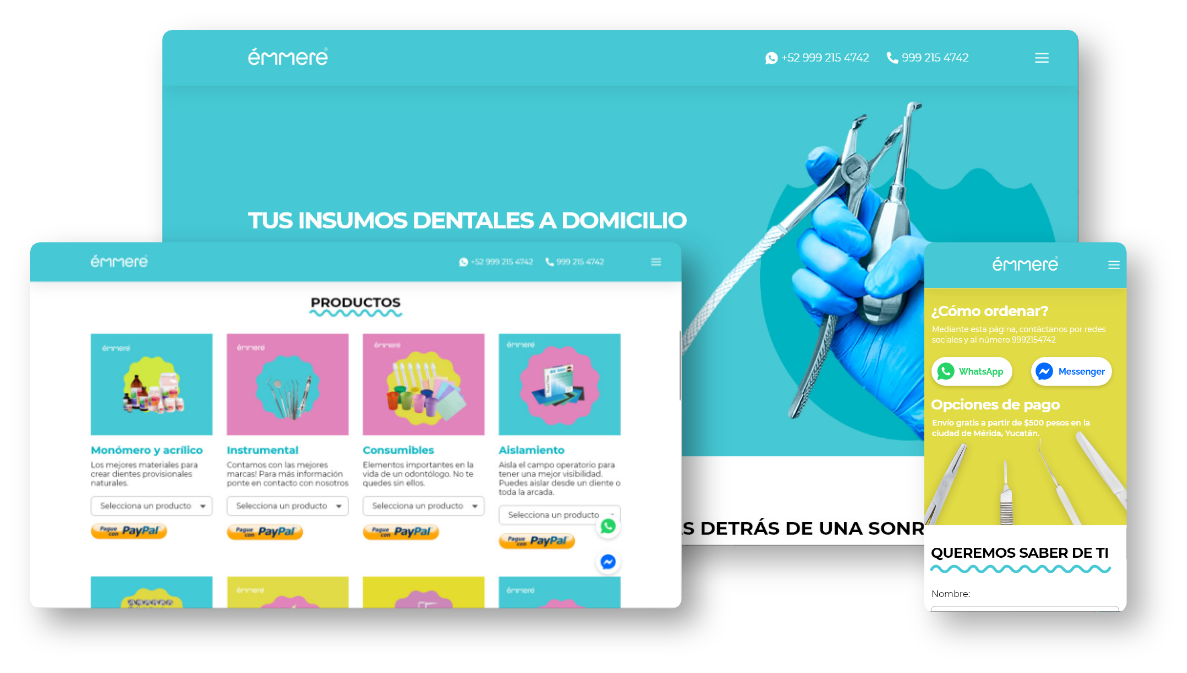 émmeré
+52 999 215 4742
999 215 4742
TUS INSUMOS DENTALES A DOMICILIO
S DETRÁS DE UNA SONR
émmeré
+52 999 215 4742
999 215 4742
PRODUCTOS
émmeré
émmeré
émmeré
émmeré
Monómero y acrílico
Los mejores materiales para
crear dientes provisionales
naturales.
Selecciona un producto
Pague con PayPal
Instrumental
Contamos con las mejores
marcas! Para más información
ponte en contacto con nosotros
Selecciona un producto
Pague con PayPal
Consumibles
Elementos importantes en la
vida de un odontólogo. No te
quedes sin ellos.
Selecciona un producto
Pague con PayPal
Aislamiento
Aisla el campo operatorio para
tener una mejor visibilidad.
Puedes aislar desde un diente o
toda la arcada.
Selecciona un producto
Pague con PayPal
émmeré
émmeré
émmeré
émmeré
¿Cómo ordenar?
Mediante esta página, contáctanos por redes
sociales y al número 9992154742
WhatsApp
Messenger
Opciones de pago
Envío gratis a partir de $500 pesos en la
ciudad de Mérida, Yucatán.
QUEREMOS SABER DE TI
Nombre: